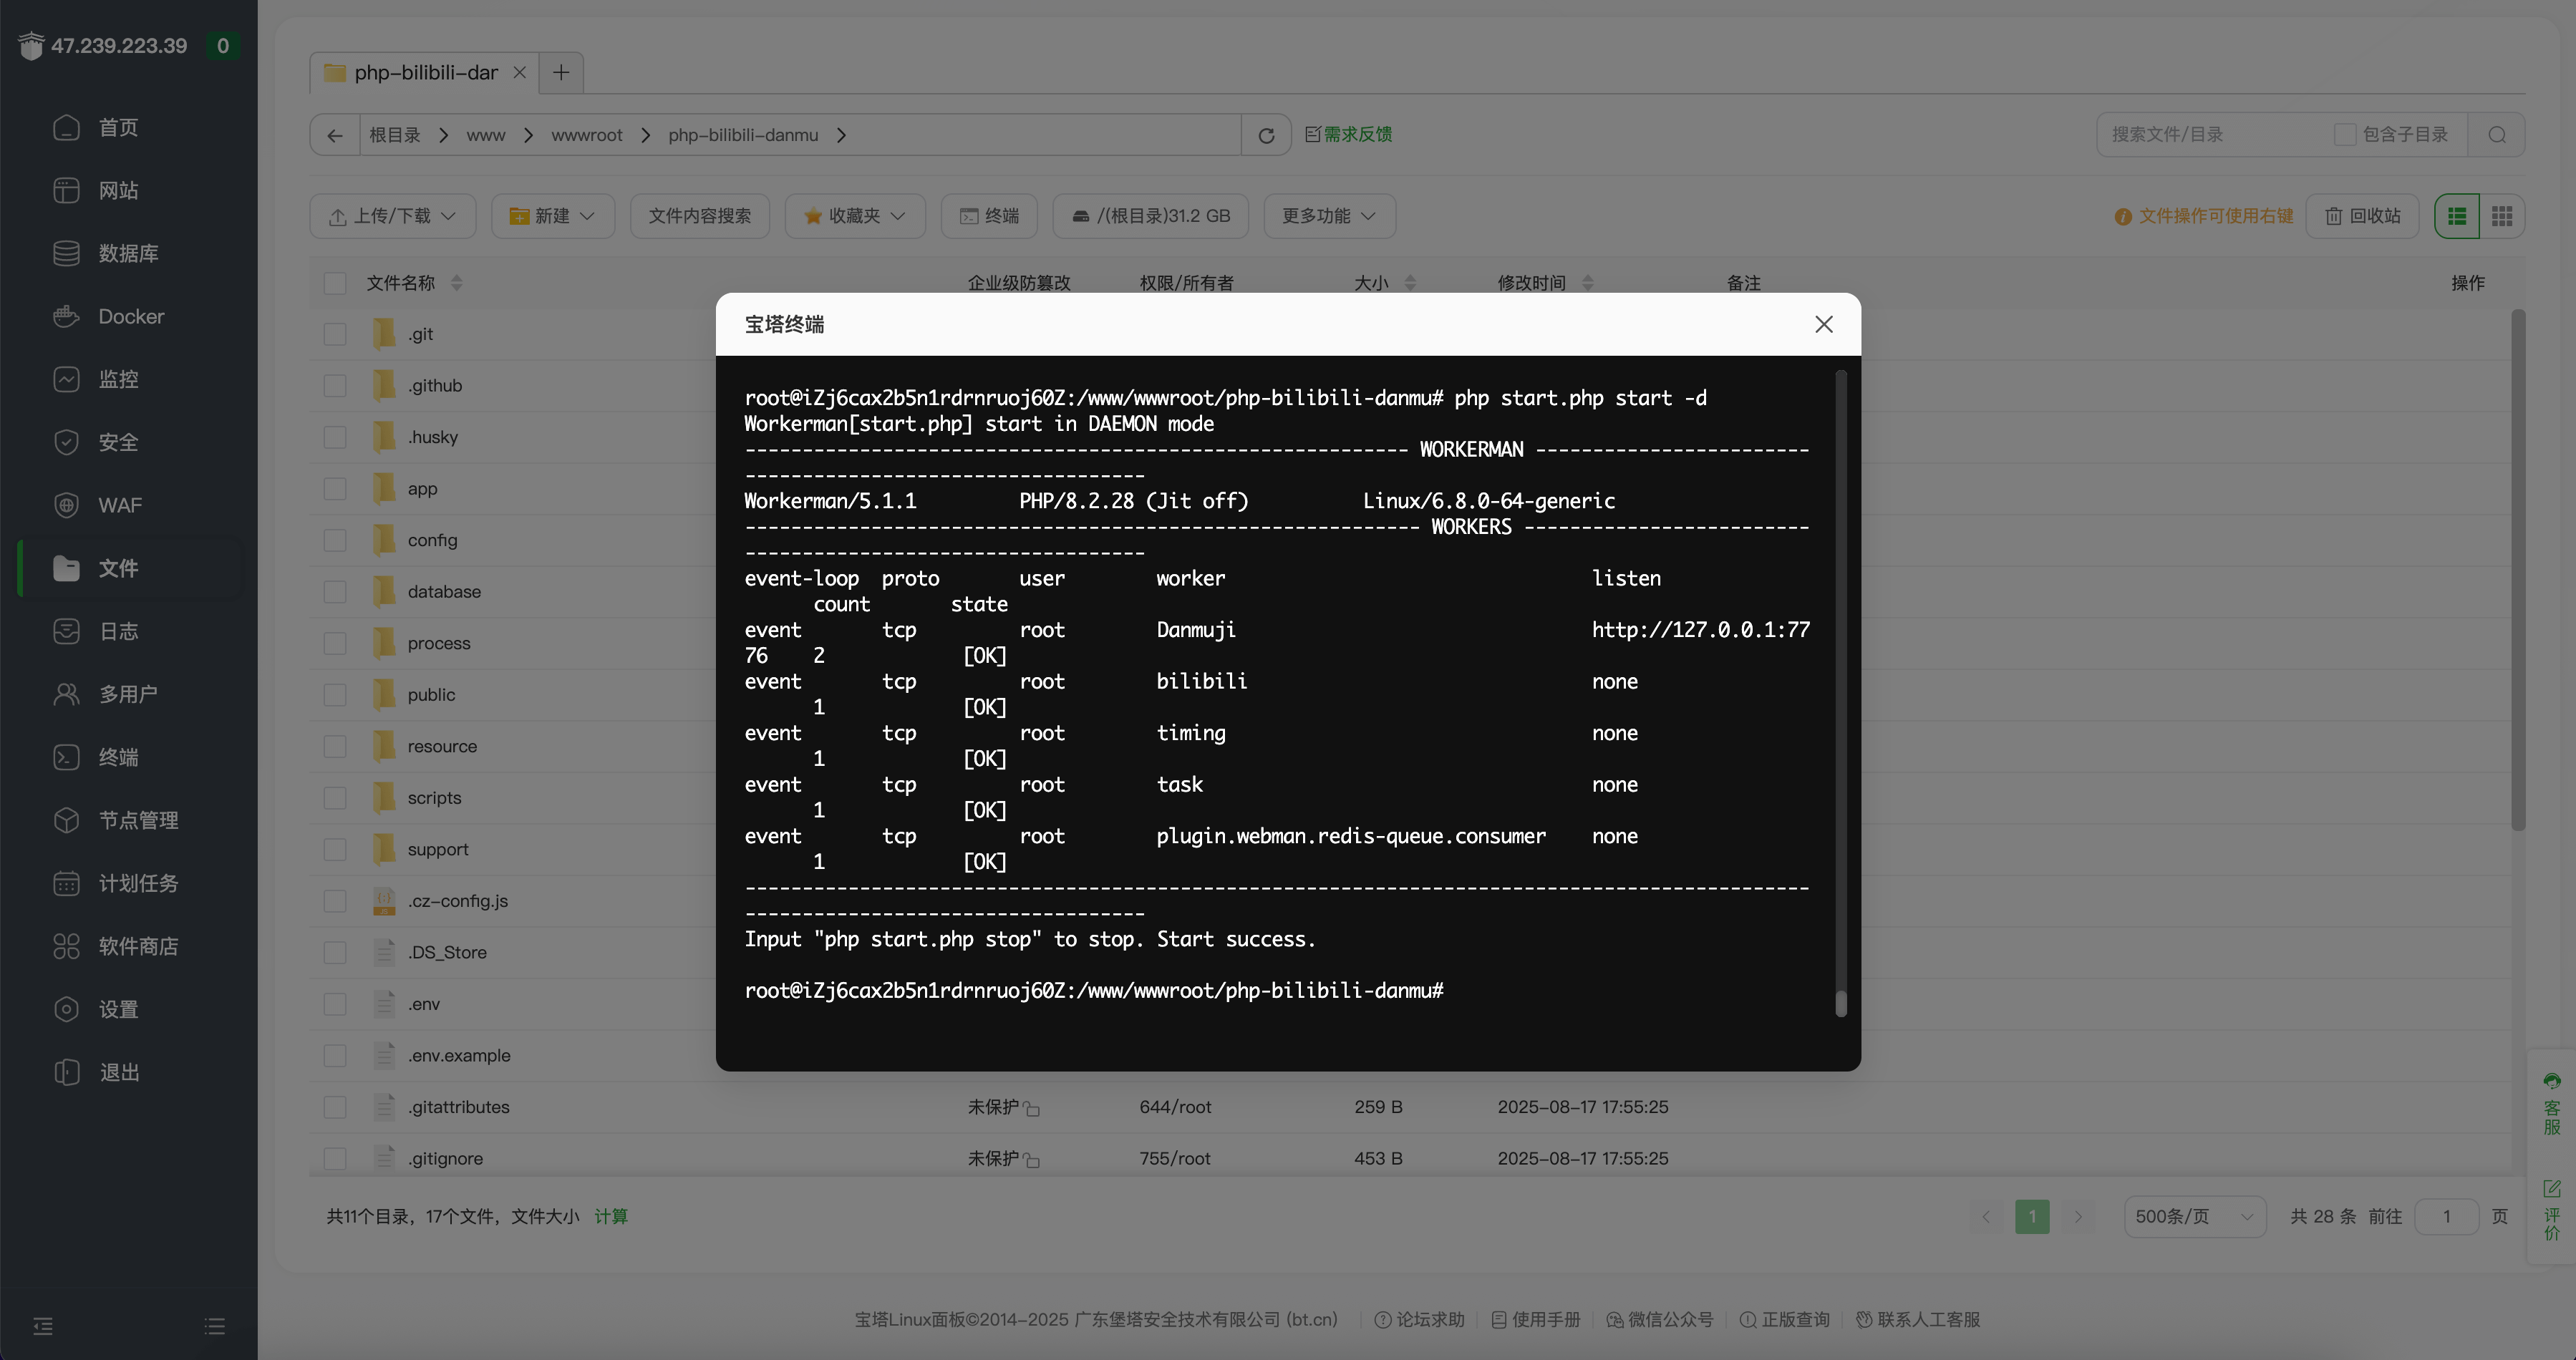 47.239.223.39 0
首页
网站
数据库
Docker
监控
安全
WAF
文件
日志
多用户
终端
节点管理
计划任务
软件商店
设置
退出
php-bilibili-dar
根目录 www wwwroot php-bilibili-danmu
需求反馈
搜索文件/目录 包含子目录
上传/下载 新建 文件内容搜索 收藏夹 终端 /(根目录)31.2 GB 更多功能
文件操作可使用右键 回收站
文件名称 企业级防篡改 权限/所有者 大小 修改时间 备注 操作
.git
.github
.husky
app
config
database
process
public
resource
scripts
support
.cz-config.js
.DS_Store
.env
.env.example
.gitattributes 未保护 644/root 259 B 2025-08-17 17:55:25
.gitignore 未保护 755/root 453 B 2025-08-17 17:55:25
宝塔终端
root@iZj6cax2b5n1rdrnruoj60Z:/www/wwwroot/php-bilibili-danmu# php start.php start -d
Workerman[start.php] start in DAEMON mode
---------------------------------------------------------- WORKERMAN ------------------------
-----------------------------------
Workerman/5.1.1 PHP/8.2.28 (Jit off) Linux/6.8.0-64-generic
----------------------------------------------------------- WORKERS -------------------------
-----------------------------------
event-loop proto user worker listen
count state
event tcp root Danmuji http://127.0.0.1:77
76 2 [OK]
event tcp root bilibili none
1 [OK]
event tcp root timing none
1 [OK]
event tcp root task none
1 [OK]
event tcp root plugin.webman.redis-queue.consumer none
1 [OK]
---------------------------------------------------------------------------------------------
-----------------------------------
Input "php start.php stop" to stop. Start success.
root@iZj6cax2b5n1rdrnruoj60Z:/www/wwwroot/php-bilibili-danmu#
共11个目录，17个文件，文件大小 计算
1 500条/页 共 28 条 前往 1 页
客服
评价
宝塔Linux面板©2014-2025 广东堡塔安全技术有限公司 (bt.cn) 论坛求助 使用手册 微信公众号 正版查询 联系人工客服